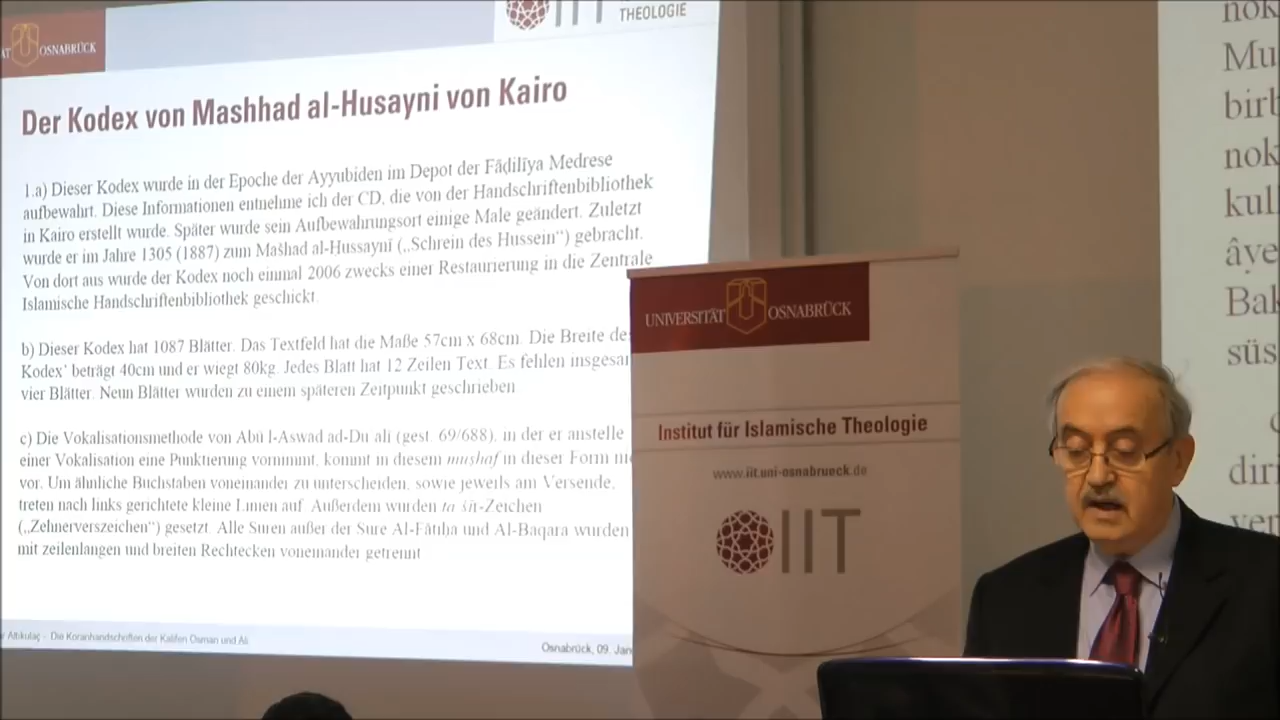 OSNABRÜCK
THEOLOGIE
Der Kodex von Mashhad al-Husayni von Kairo
1.a) Dieser Kodex wurde in der Epoche der Ayyubiden im Depot der Fāḍilīya Medrese
aufbewahrt. Diese Informationen entnehme ich der CD, die von der Handschriftenbibliothek
in Kairo erstellt wurde. Später wurde sein Aufbewahrungsort einige Male geändert. Zuletzt
wurde er im Jahre 1305 (1887) zum Mašhad al-Hussaynī („Schrein des Hussein“) gebracht.
Von dort aus wurde der Kodex noch einmal 2006 zwecks einer Restaurierung in die Zentrale
Islamische Handschriftenbibliothek geschickt.
b) Dieser Kodex hat 1087 Blätter. Das Textfeld hat die Maße 57cm x 68cm. Die Breite
Kodex' beträgt 40cm und er wiegt 80kg. Jedes Blatt hat 12 Zeilen Text. Es fehlen
vier Blätter. Neun Blätter wurden zu einem späteren Zeitpunkt geschrieben
c) Die Vokalisationsmethode von Abū l-Aswad (gest. 69/688), in der er anstelle
einer Vokalisation eine Punktierung vornimmt, kommt in diesem mushaf in dieser Form
vor. Um ähnliche Buchstaben voneinander zu unterscheiden, sowie jeweils am Versende,
treten nach links gerichtete kleine Linien auf. Außerdem wurden
(„Zehnerverszeichen“) gesetzt. Alle Suren außer der Sure Al-Fātiḥa und Al-Baqara wurden
mit zeilenlangen und breiten Rechtecken voneinander getrennt
Altıkulaç - Die Koranhandschriften der Kalifen Osman und Ali
Osnabrück, 09. Jan
UNIVERSITÄT OSNABRÜCK
Institut für Islamische Theologie
www.iit.uni-osnabrueck.de
IIT
nok
Mu
birb
nok
kul
âye
Bak
süs
diri